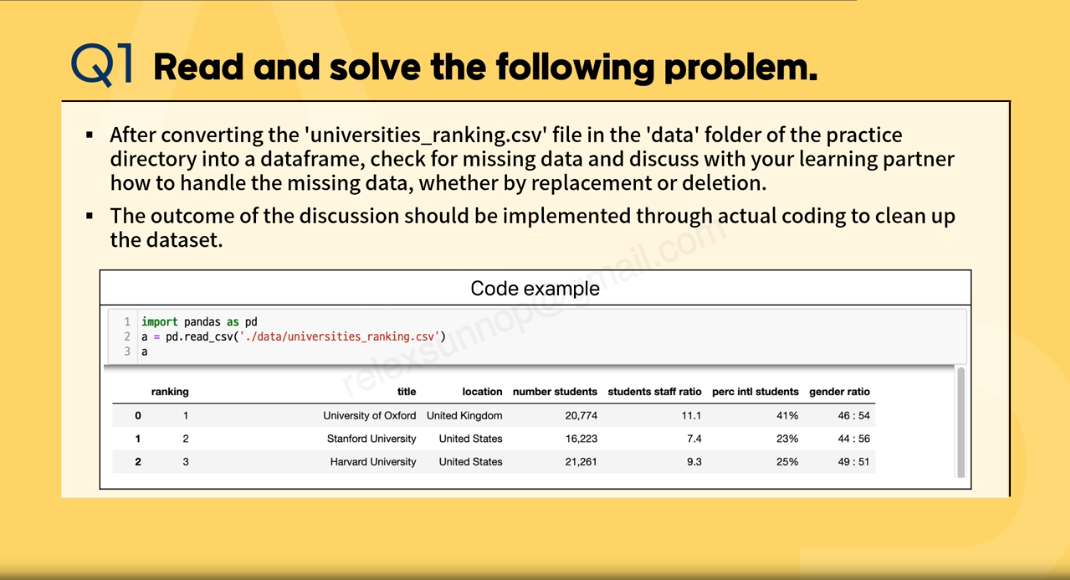 Q1 Read and solve the following problem.
▪ After converting the 'universities_ranking.csv' file in the 'data' folder of the practice
directory into a dataframe, check for missing data and discuss with your learning partner
how to handle the missing data, whether by replacement or deletion.
▪ The outcome of the discussion should be implemented through actual coding to clean up
the dataset.
relexsunnop@gmail.com
Code example
1 import pandas as pd
2 a = pd.read_csv('./data/universities_ranking.csv')
3 a
ranking title location number students students staff ratio perc intl students gender ratio
0 1 University of Oxford United Kingdom 20,774 11.1 41% 46 : 54
1 2 Stanford University United States 16,223 7.4 23% 44 : 56
2 3 Harvard University United States 21,261 9.3 25% 49 : 51